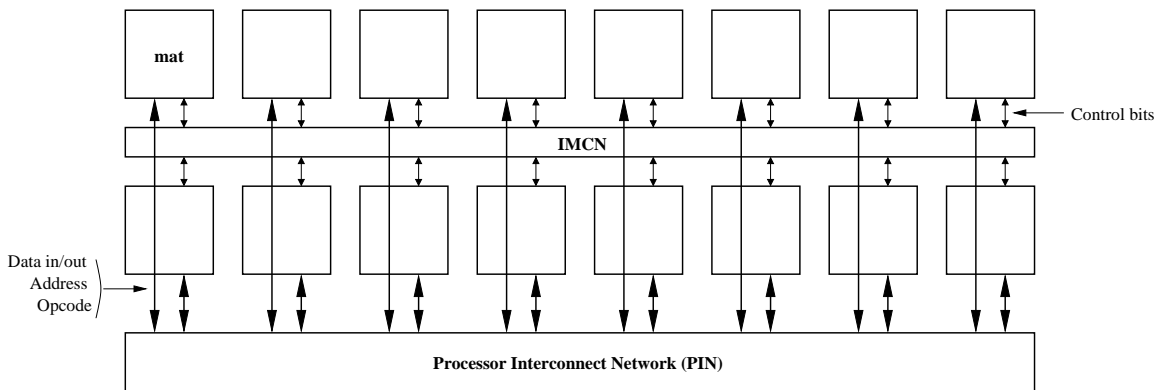 mat
Control bits
IMCN
Data in/out
Address
Opcode
Processor Interconnect Network (PIN)